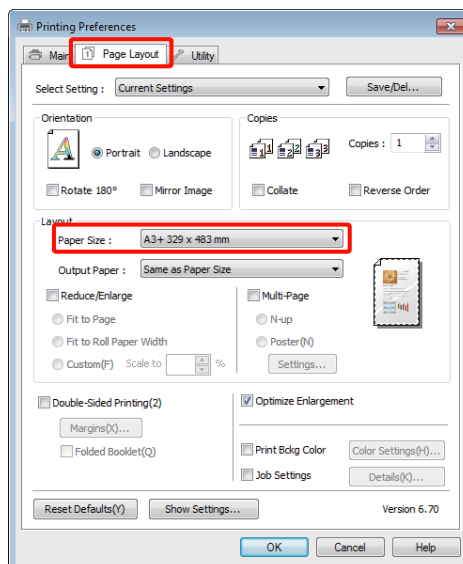 Printing Preferences
Main 1 Page Layout Utility
Select Setting : Current Settings Save/Del...
Orientation Copies
A Portrait Landscape 11 22 33 Copies : 1
Rotate 180° Mirror Image Collate Reverse Order
Layout
Paper Size : A3+ 329 x 483 mm
Output Paper : Same as Paper Size
Reduce/Enlarge Multi-Page
Fit to Page N-up
Fit to Roll Paper Width Poster(N)
Custom(F) Scale to % Settings...
Double-Sided Printing(2) Optimize Enlargement
Margins(X)...
Folded Booklet(Q) Print Bckg Color Color Settings(H)...
Job Settings Details(K)...
Reset Defaults(Y) Show Settings... Version 6.70
OK Cancel Help